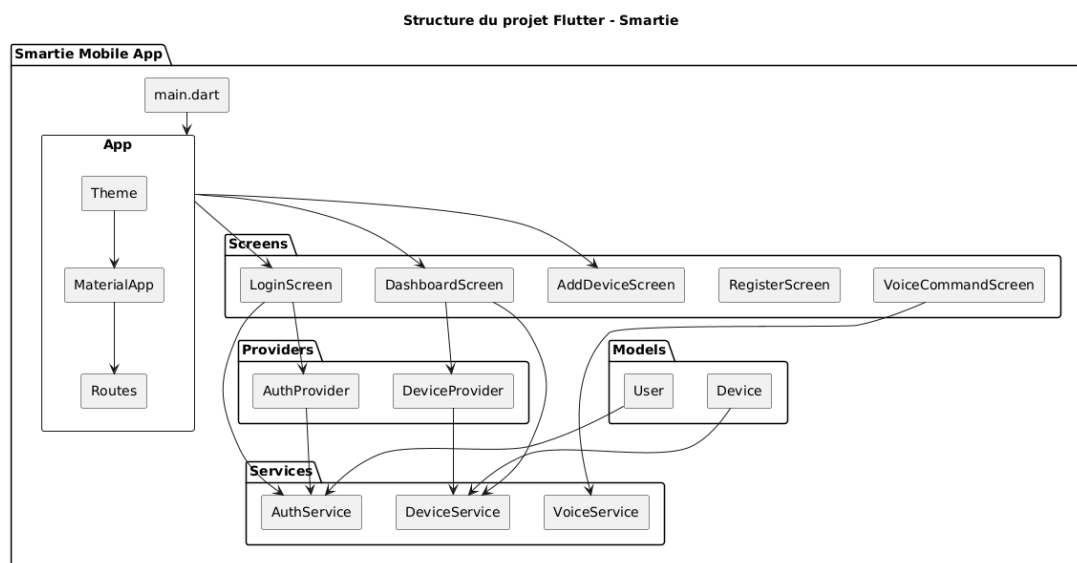 Structure du projet Flutter - Smartie
Smartie Mobile App
main.dart
App
Theme
MaterialApp
Routes
Screens
LoginScreen
DashboardScreen
AddDeviceScreen
RegisterScreen
VoiceCommandScreen
Providers
AuthProvider
DeviceProvider
Models
User
Device
Services
AuthService
DeviceService
VoiceService